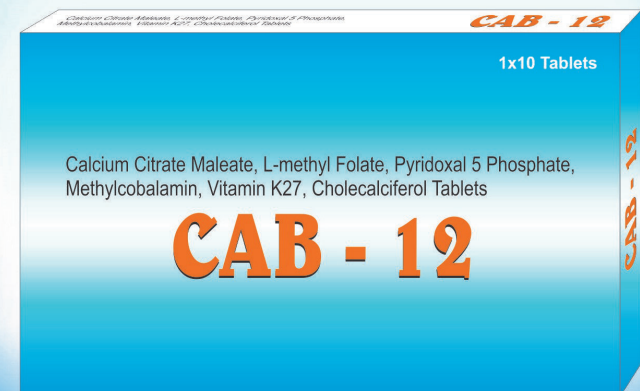 Calcium Citrate Maleate, L-methyl Folate, Pyridoxal 5 Phosphate,
Methylcobalamin, Vitamin K27, Cholecalciferol Tablets
CAB - 12
1x10 Tablets
Calcium Citrate Maleate, L-methyl Folate, Pyridoxal 5 Phosphate,
Methylcobalamin, Vitamin K27, Cholecalciferol Tablets
CAB - 12
CAB - 12